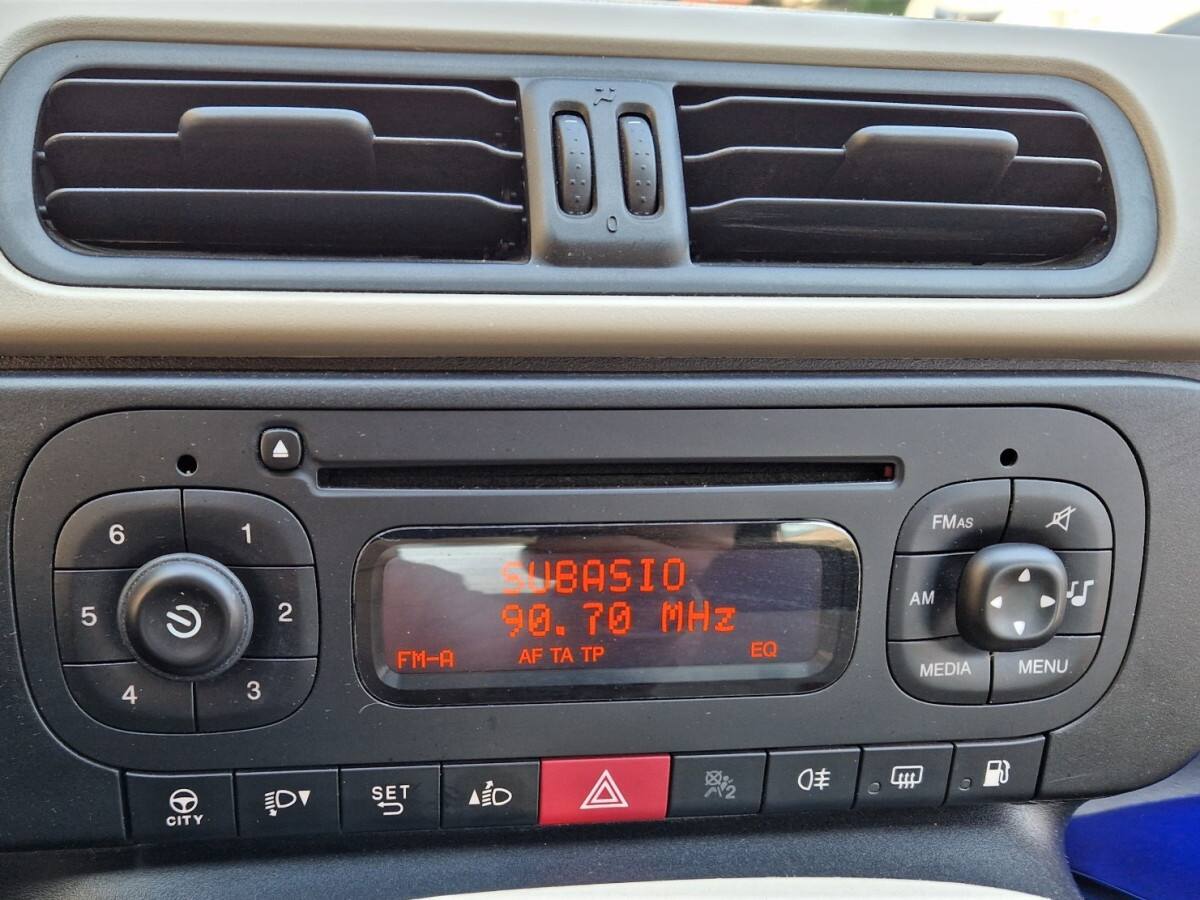 0
6
1
5
2
4
3
SUBASIO
90.70 MHz
FM-A
AF TA TP
EQ
FMAS
AM
MEDIA
MENU
CITY
SET
2